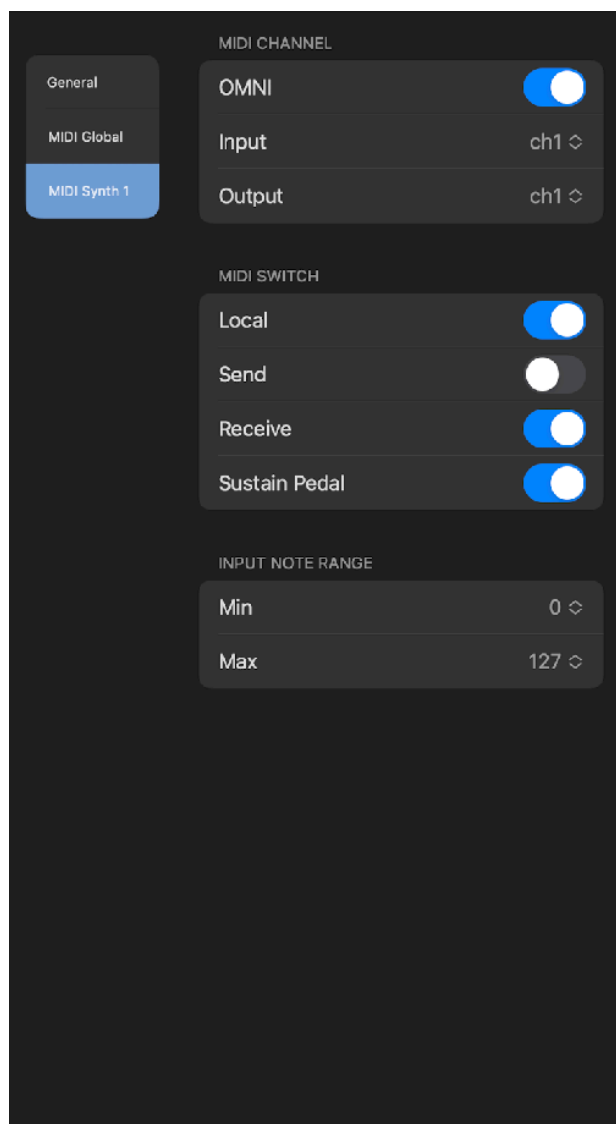 General
MIDI Global
MIDI Synth 1
MIDI CHANNEL
OMNI
Input ch1
Output ch1
MIDI SWITCH
Local
Send
Receive
Sustain Pedal
INPUT NOTE RANGE
Min 0
Max 127